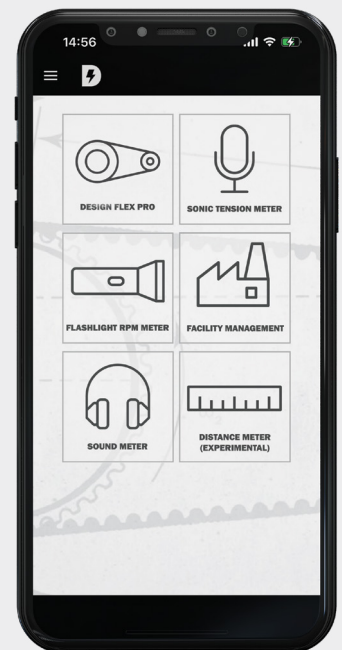 14:56
DESIGN FLEX PRO
SONIC TENSION METER
FLASHLIGHT RPM METER
FACILITY MANAGEMENT
SOUND METER
DISTANCE METER
(EXPERIMENTAL)